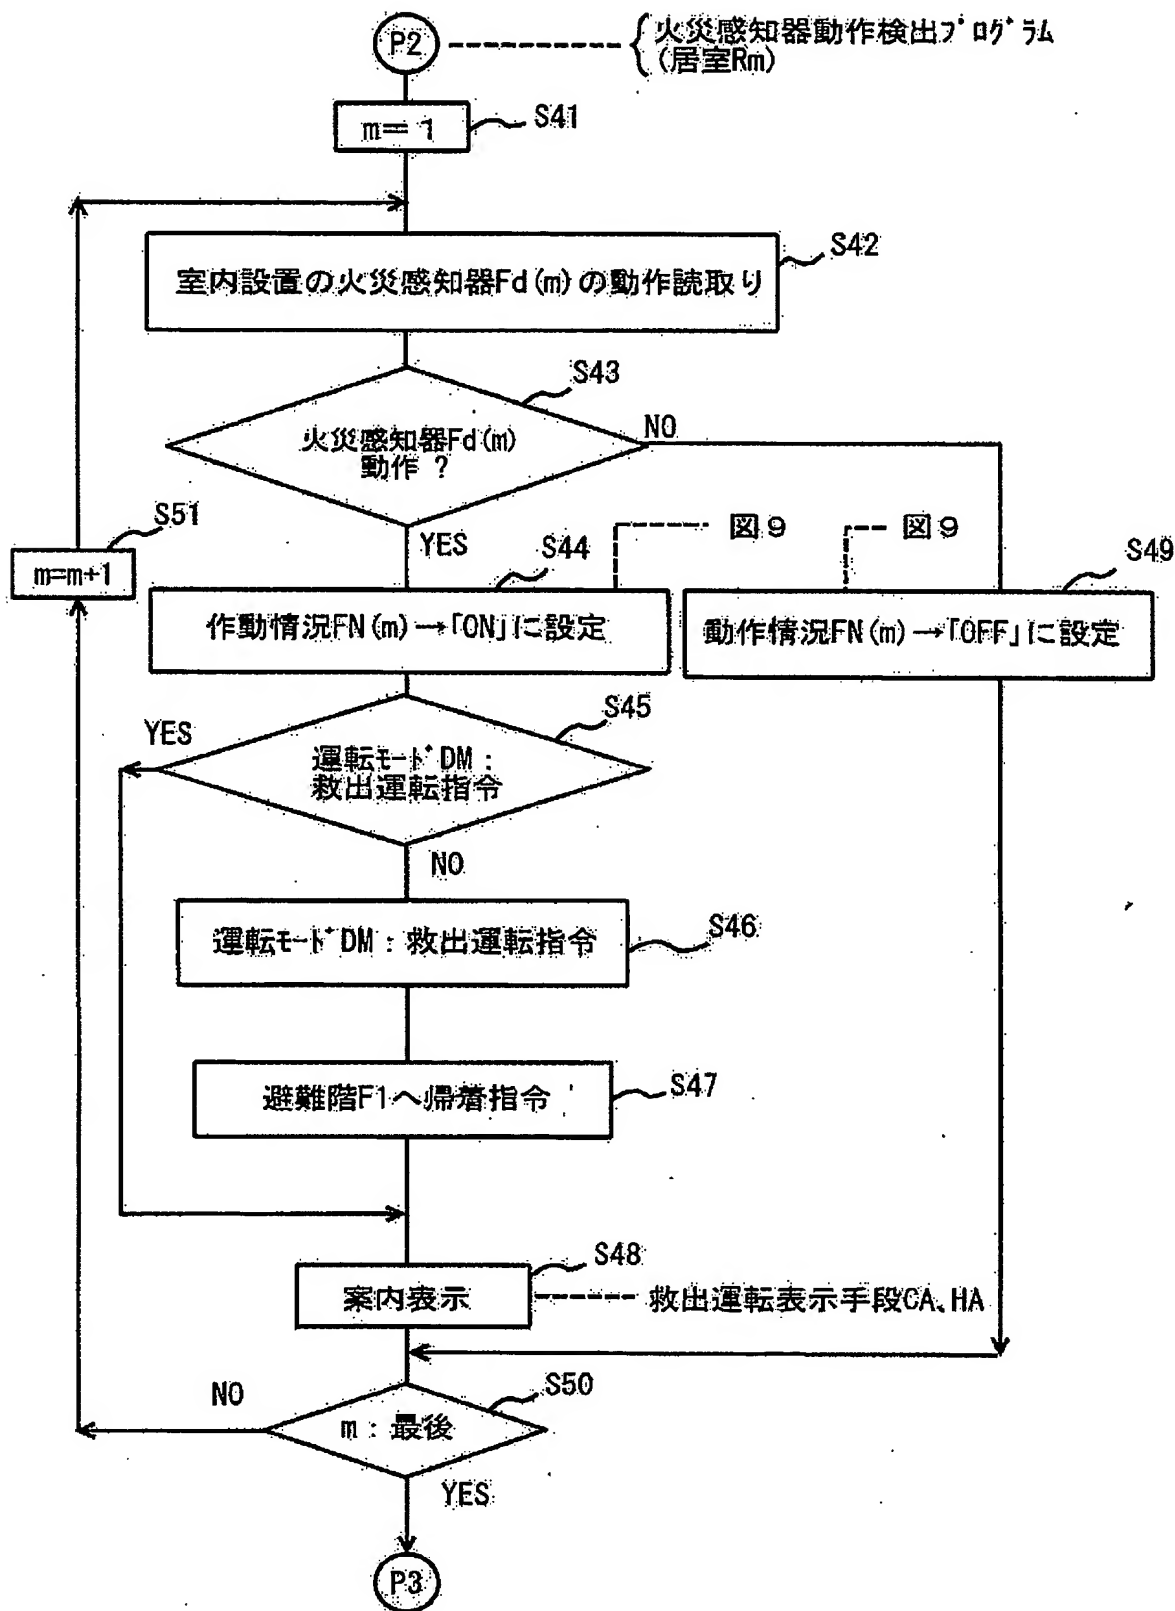 P2
火災感知器動作検出プログラム
(居室Rm)
m=1
S41
S42
室内設置の火災感知器Fd(m)の動作読取り
S43
火災感知器Fd(m)
動作?
NO
YES
S51
m=m+1
図9
図9
S44
S49
作動情況FN(m)→「ON」に設定
動作情況FN(m)→「OFF」に設定
S45
YES
運転モードDM:
救出運転指令
NO
S46
運転モードDM:救出運転指令
S47
避難階F1へ帰着指令
S48
案内表示
救出運転表示手段CA、HA
S50
NO
m:最後
YES
P3